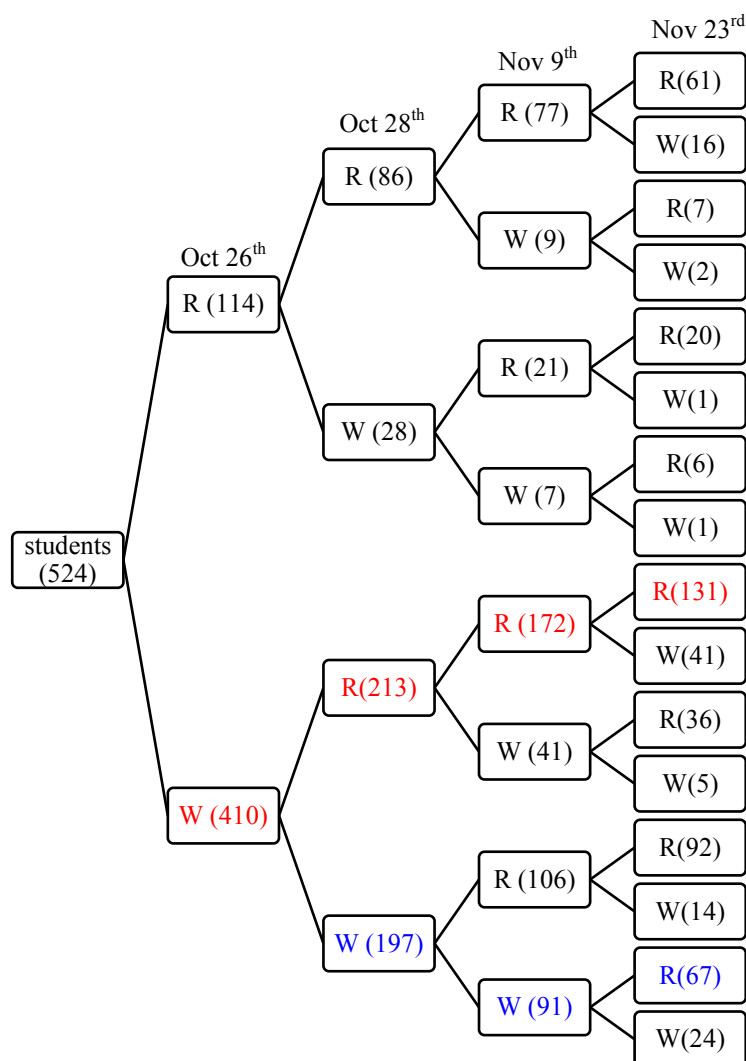 Nov 23rd
Nov 9th
R(61)
R (77)
Oct 28th
W(16)
R (86)
R(7)
W (9)
Oct 26th
W(2)
R (114)
R(20)
R (21)
W(1)
W (28)
R(6)
W (7)
W(1)
students
(524)
R(131)
R (172)
W(41)
R(213)
R(36)
W (41)
W(5)
W (410)
R(92)
R (106)
W(14)
W (197)
R(67)
W (91)
W(24)